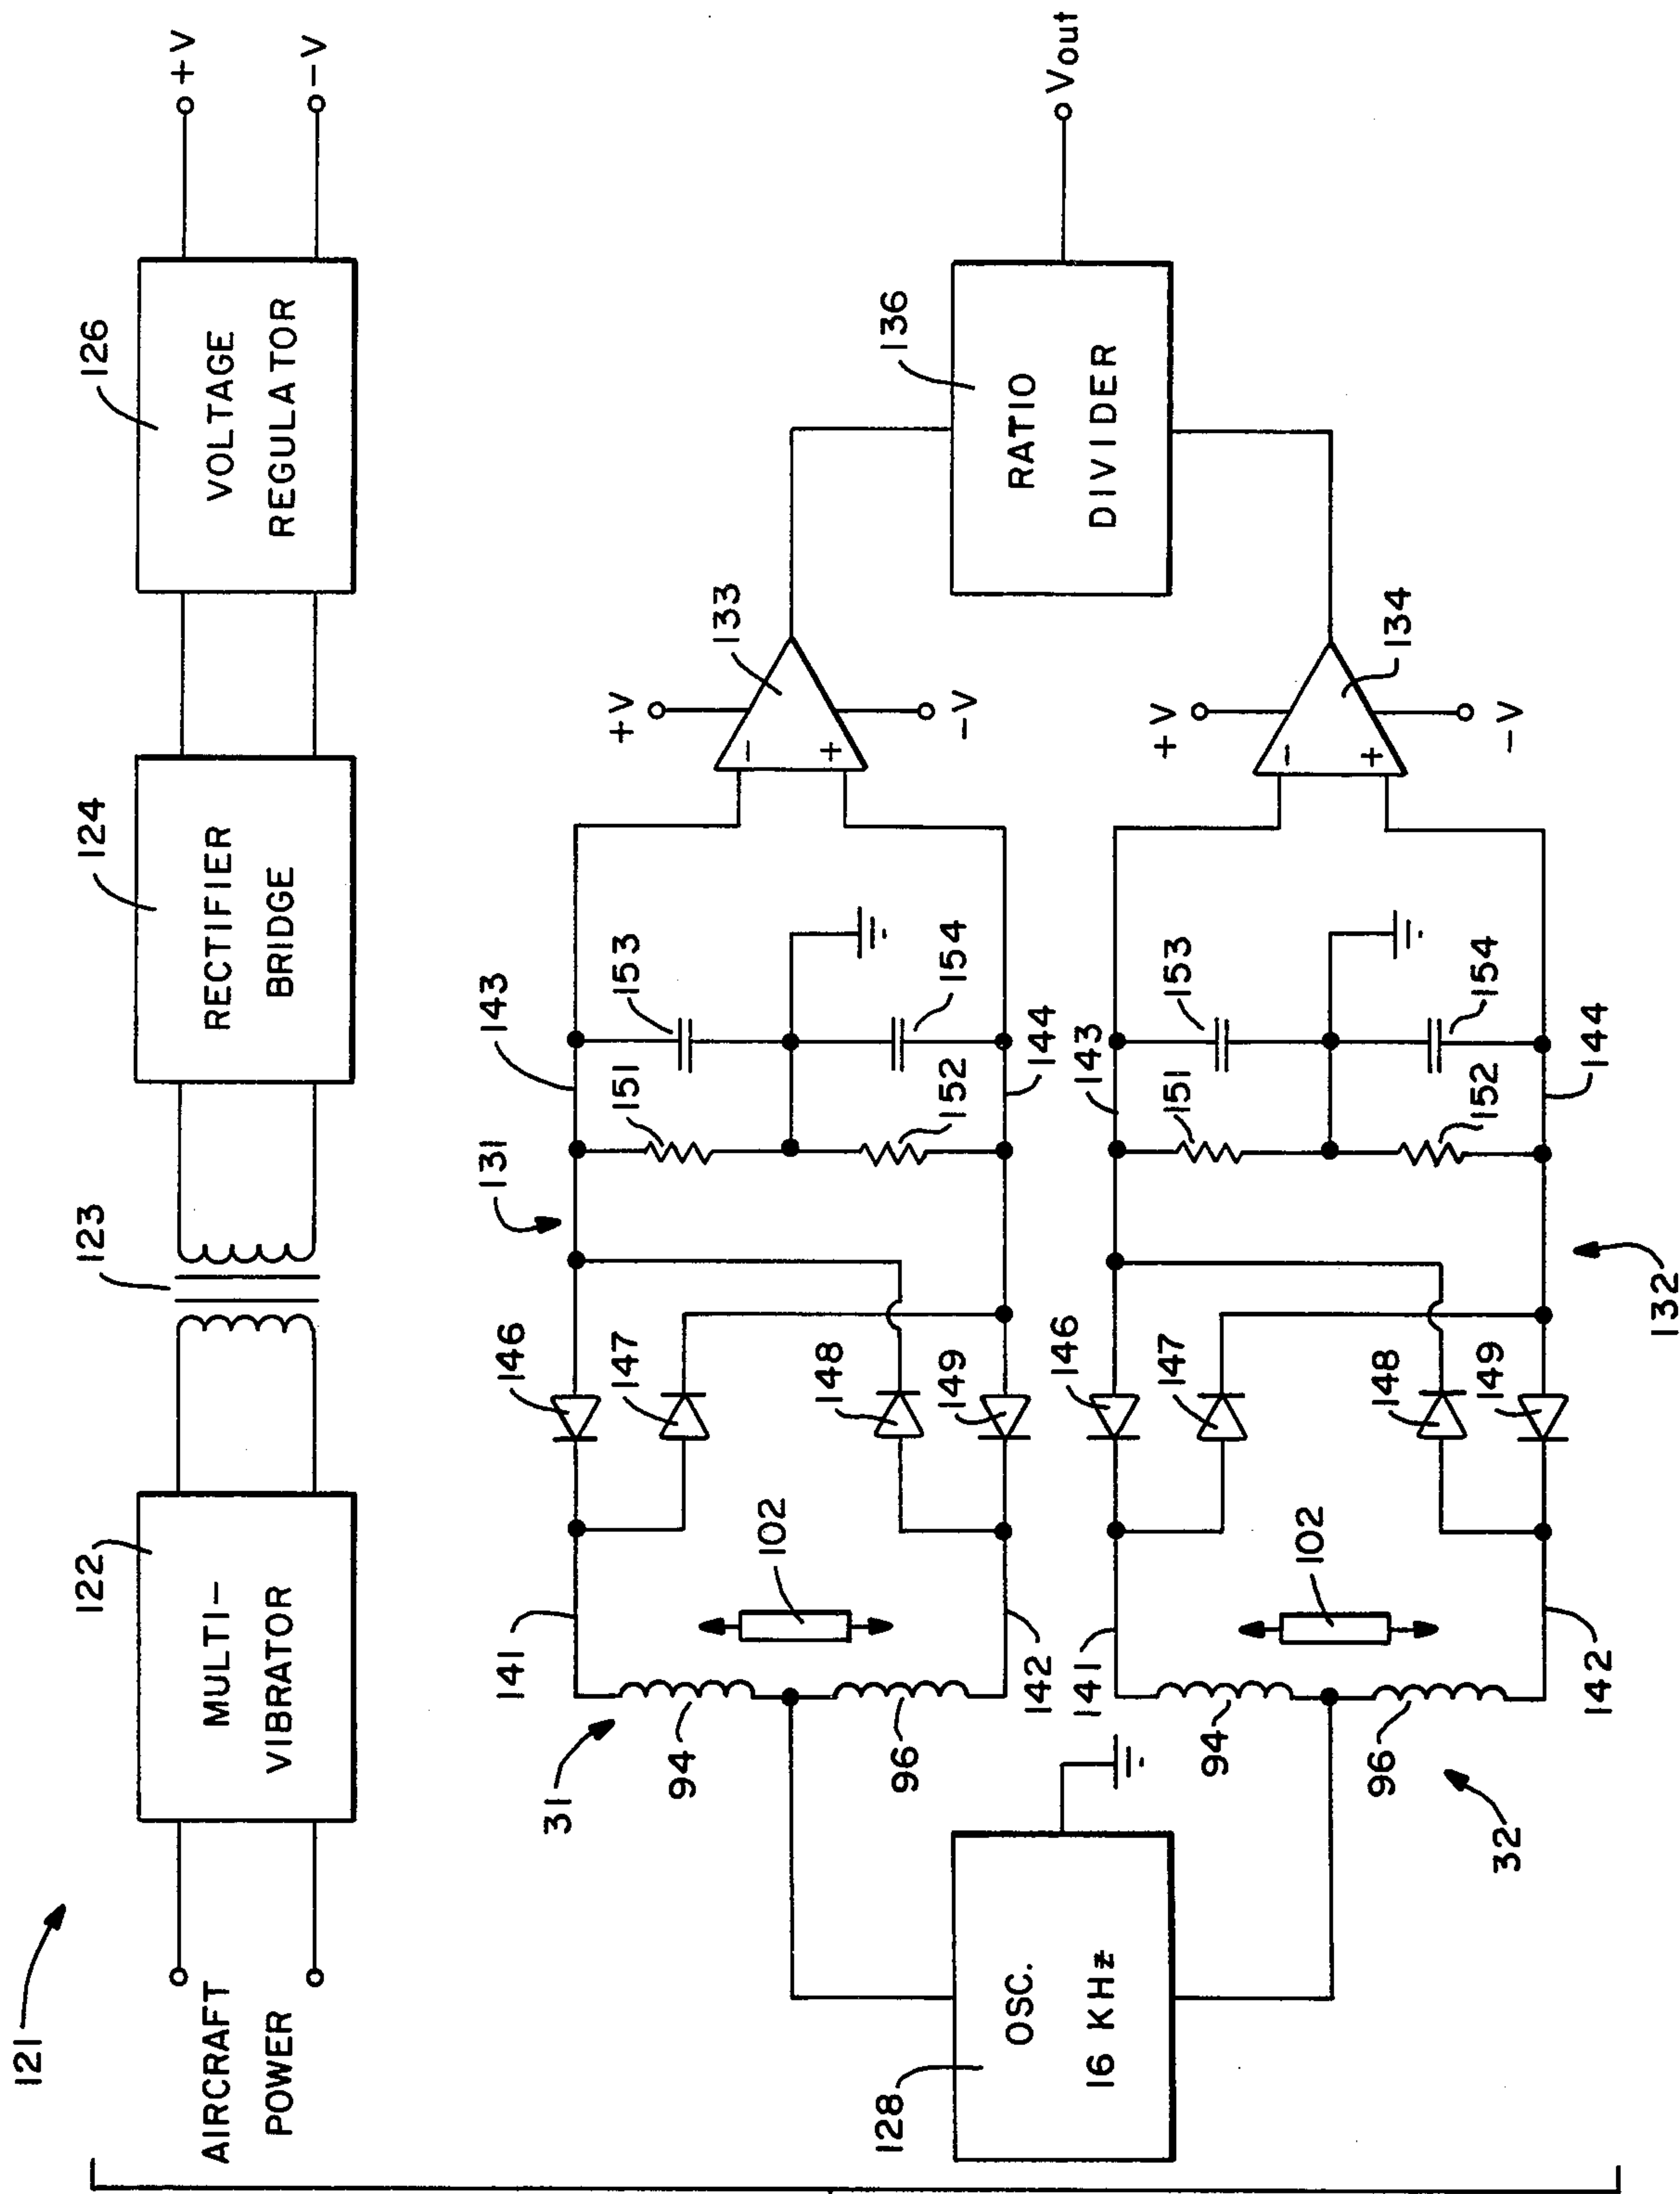 121
AIRCRAFT
POWER
122
MULTI-
VIBRATOR
123
124
RECTIFIER
BRIDGE
126
VOLTAGE
REGULATOR
+V
-V
128
OSC.
16 KHz
31
94
96
141
142
102
146
147
148
149
131
143
144
151
152
153
154
133
-
+
+V
-V
136
RATIO
DIVIDER
Vout
32
94
96
141
142
102
146
147
148
149
132
143
144
151
152
153
154
134
-
+
+V
-V